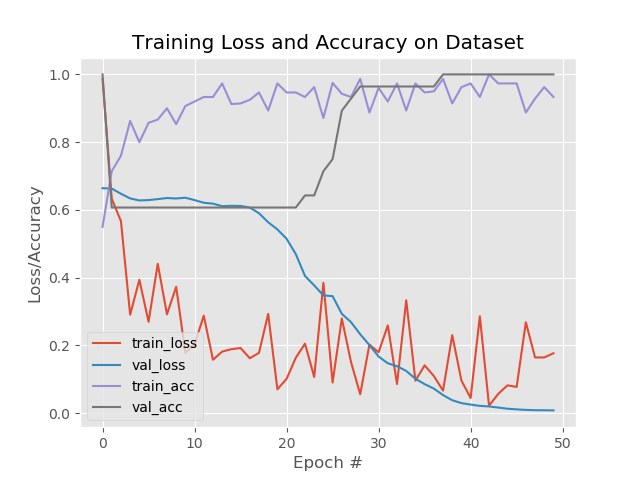 Training Loss and Accuracy on Dataset
Loss/Accuracy
1.0
0.8
0.6
0.4
0.2
0.0
train_loss
val_loss
train_acc
val_acc
0 10 20 30 40 50
Epoch #